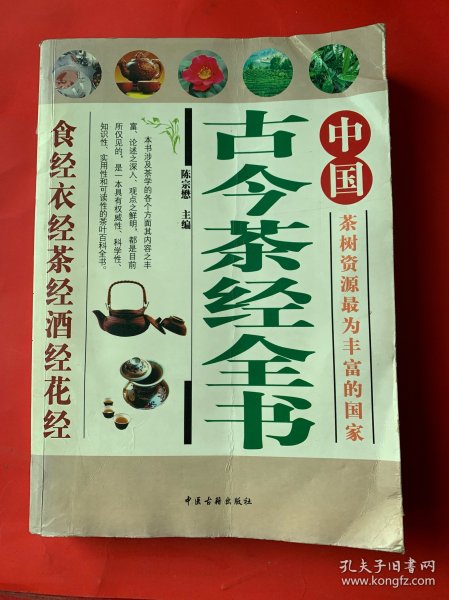 中国
茶树资源最为丰富的国家
古今茶经全书
陈宗懋 主编
本书涉及茶学的各个方面其内容之丰
富、论述之深入、观点之鲜明，都是目前
所仅见的，是一本具有权威性、科学性、
知识性、实用性和可读性的茶叶百科全书。
食经衣经茶经酒经花经
中医古籍出版社
孔夫子旧书网
www.kongfz.com